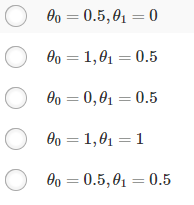 θ₀ = 0.5, θ₁ = 0
θ₀ = 1, θ₁ = 0.5
θ₀ = 0, θ₁ = 0.5
θ₀ = 1, θ₁ = 1
θ₀ = 0.5, θ₁ = 0.5